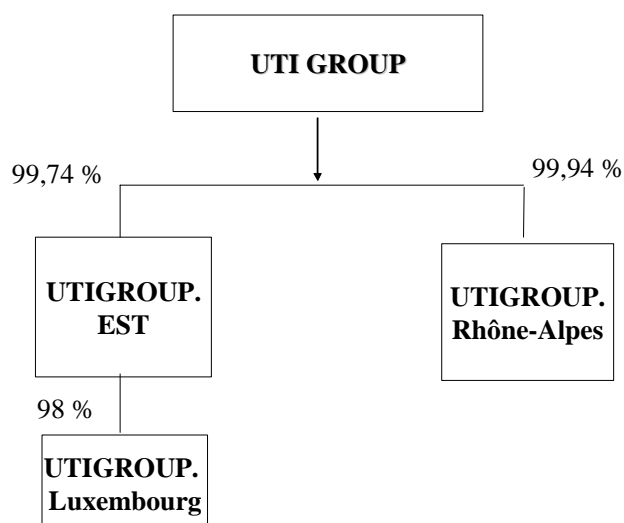 UTI GROUP
99,74 %
99,94 %
UTIGROUP.
EST
UTIGROUP.
Rhône-Alpes
98 %
UTIGROUP.
Luxembourg